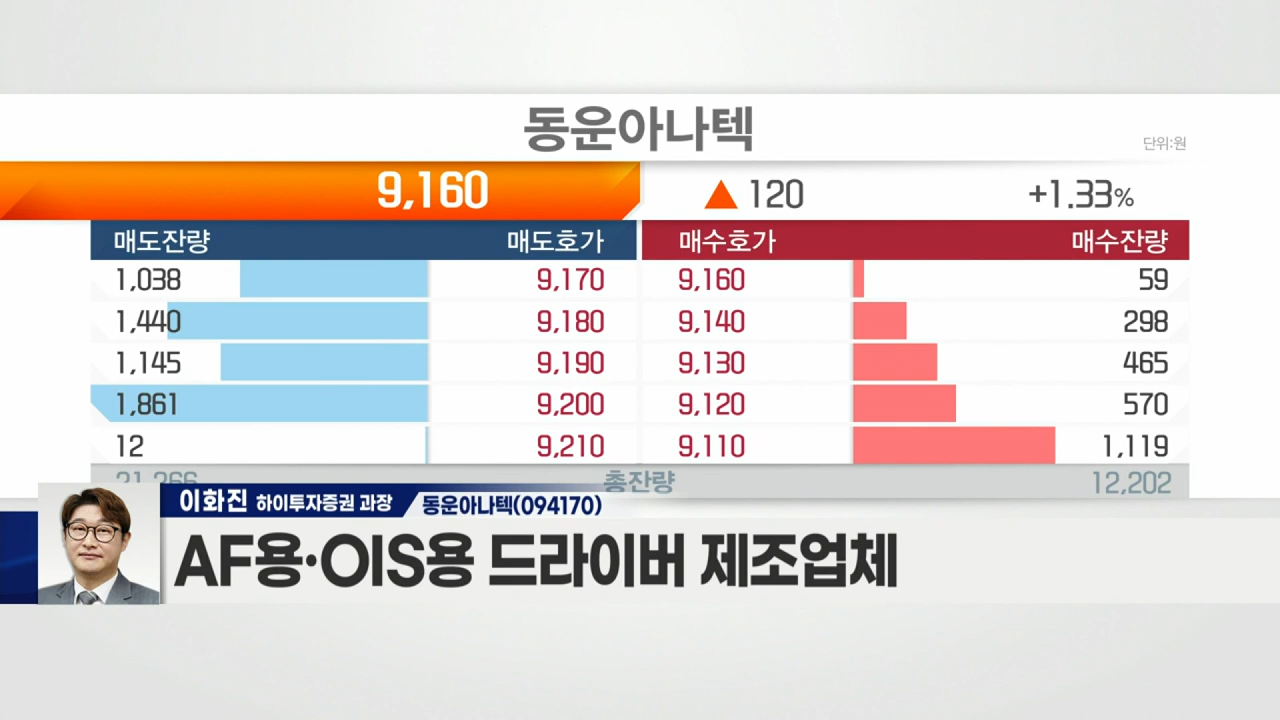 동운아나텍
단위:원
9,160 ▲ 120 +1.33%
매도잔량 매도호가 매수호가 매수잔량
1,038 9,170 9,160 59
1,440 9,180 9,140 298
1,145 9,190 9,130 465
1,861 9,200 9,120 570
12 9,210 9,110 1,119
21,266 총잔량 12,202
이화진 하이투자증권 과장 동운아나텍(094170)
AF용·OIS용 드라이버 제조업체